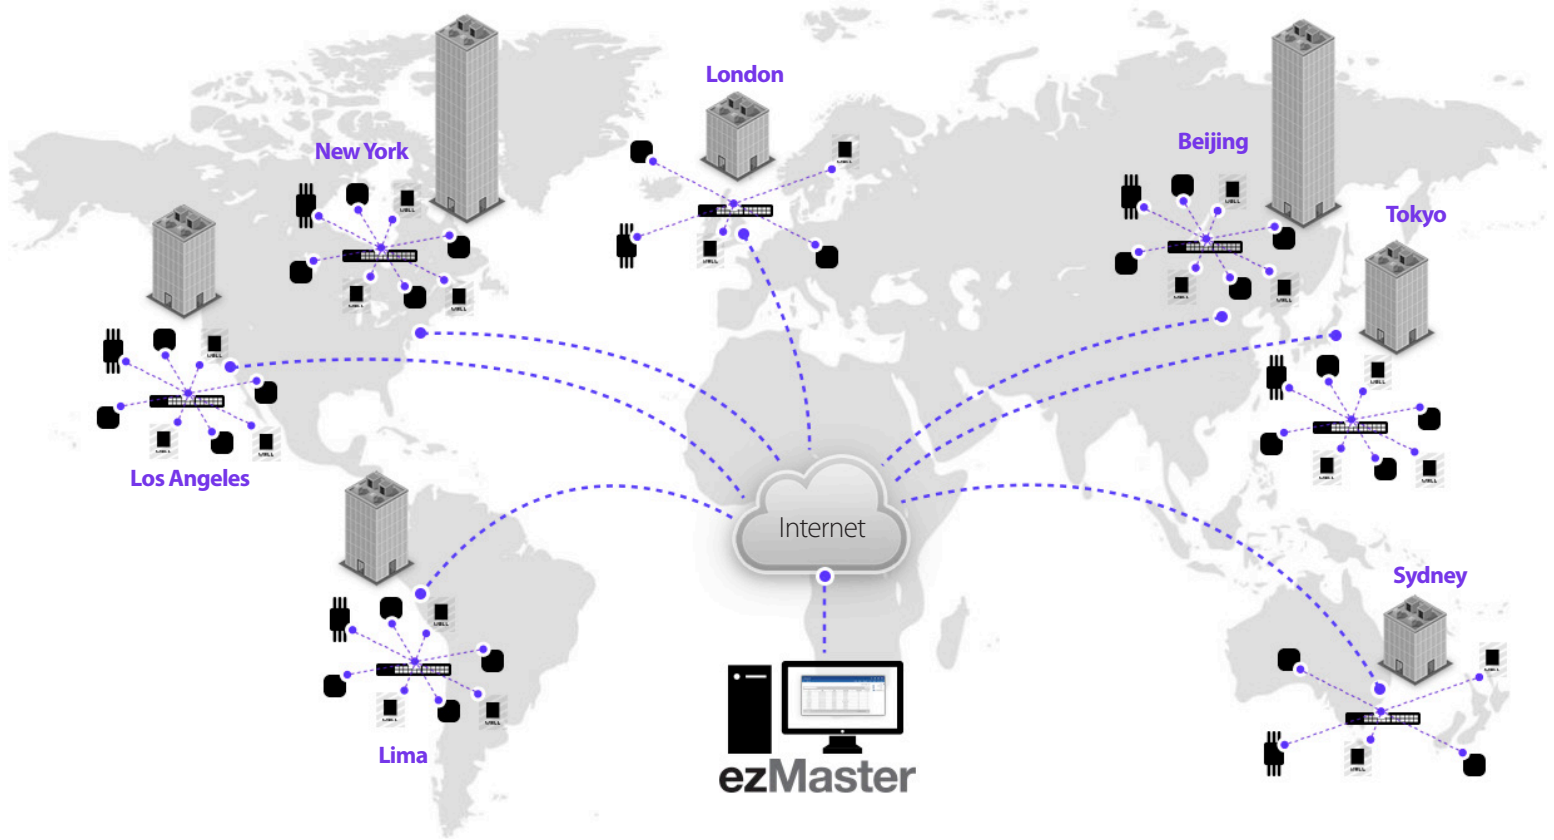 London
New York
Beijing
Tokyo
Los Angeles
Internet
Sydney
Lima
ezMaster